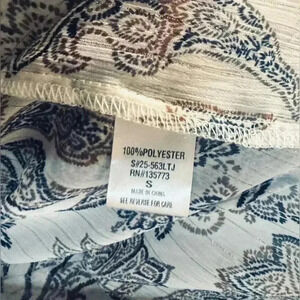 100%POLYESTER
S#25-563LTJ
RN#135773
S
MADE IN CHINA
SEE REVERSE FOR CARE